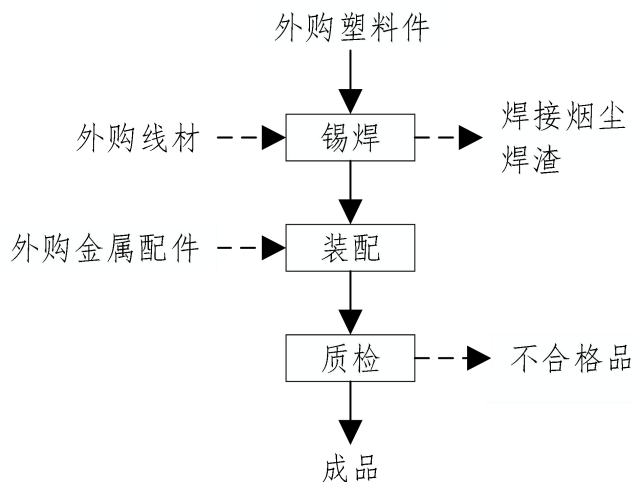 外购塑料件
外购线材
锡焊
焊接烟尘
焊渣
外购金属配件
装配
质检
不合格品
成品